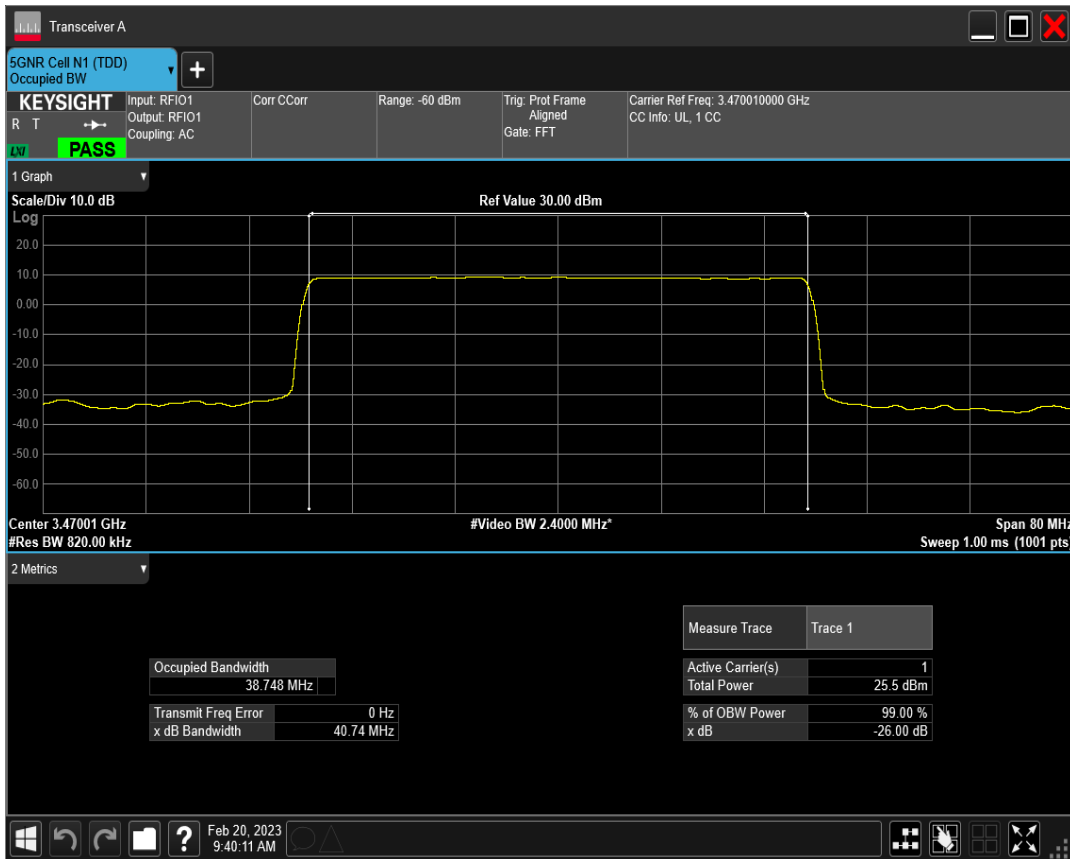 Transceiver A
5GNR Cell N1 (TDD)
Occupied BW
+
KEYSIGHT
R T
LXI
PASS
Input: RFIO1
Output: RFIO1
Coupling: AC
Corr CCorr
Range: -60 dBm
Trig: Prot Frame
Aligned
Gate: FFT
Carrier Ref Freq: 3.470010000 GHz
CC Info: UL, 1 CC
1 Graph
Scale/Div 10.0 dB
Ref Value 30.00 dBm
Log
20.0
10.0
0.00
-10.0
-20.0
-30.0
-40.0
-50.0
-60.0
Center 3.47001 GHz
#Video BW 2.4000 MHz*
Span 80 MHz
#Res BW 820.00 kHz
Sweep 1.00 ms (1001 pts)
2 Metrics
Measure Trace Trace 1
Occupied Bandwidth
38.748 MHz
Active Carrier(s) 1
Total Power 25.5 dBm
Transmit Freq Error 0 Hz
x dB Bandwidth 40.74 MHz
% of OBW Power 99.00 %
x dB -26.00 dB
?
Feb 20, 2023
9:40:11 AM